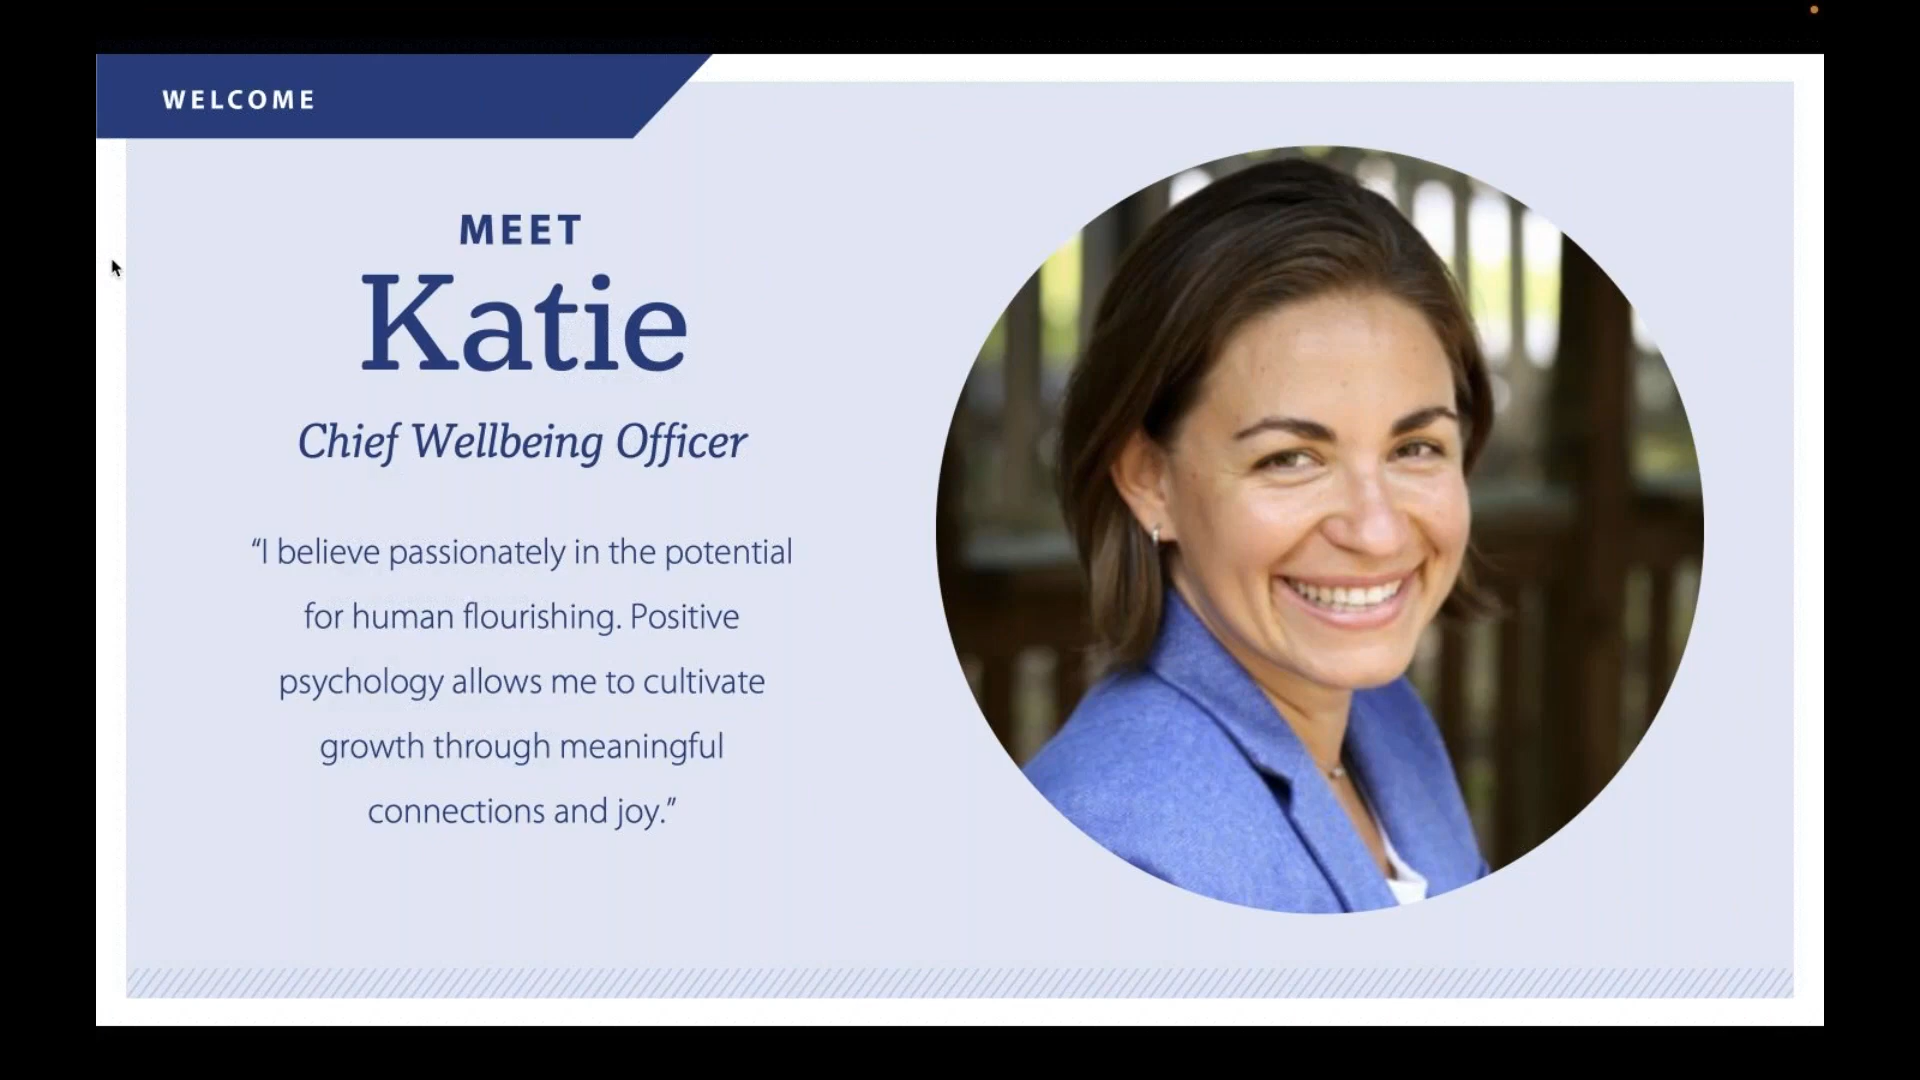 WELCOME
MEET
Katie
Chief Wellbeing Officer
“I believe passionately in the potential
for human flourishing. Positive
psychology allows me to cultivate
growth through meaningful
connections and joy.”